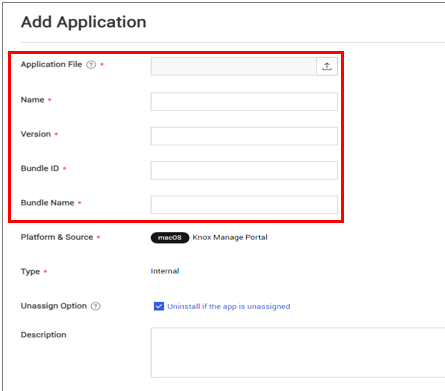 Add Application
Application File ? *
Name *
Version *
Bundle ID *
Bundle Name *
Platform & Source * macOS Knox Manage Portal
Type * Internal
Unassign Option ? Uninstall if the app is unassigned
Description